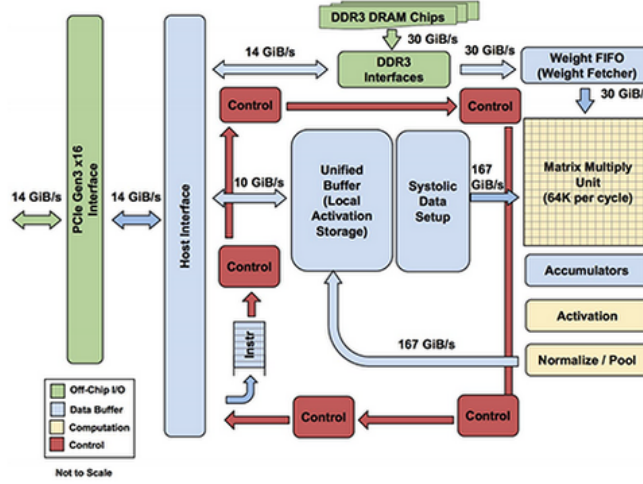 DDR3 DRAM Chips
30 GiB/s
14 GiB/s
DDR3
Interfaces
30 GiB/s
Weight FIFO
(Weight Fetcher)
30 GiB/
Control
Control
PCIe Gen3 x16
Interface
14 GiB/s
14 GiB/s
Host Interface
10 GiB/s
Unified
Buffer
(Local
Activation
Storage)
Systolic
Data
Setup
167
GiB/s
Matrix Multiply
Unit
(64K per cycle)
Control
Accumulators
Activation
Instr
167 GiB/s
Normalize / Pool
Control
Control
Off-Chip I/O
Data Buffer
Computation
Control
Not to Scale